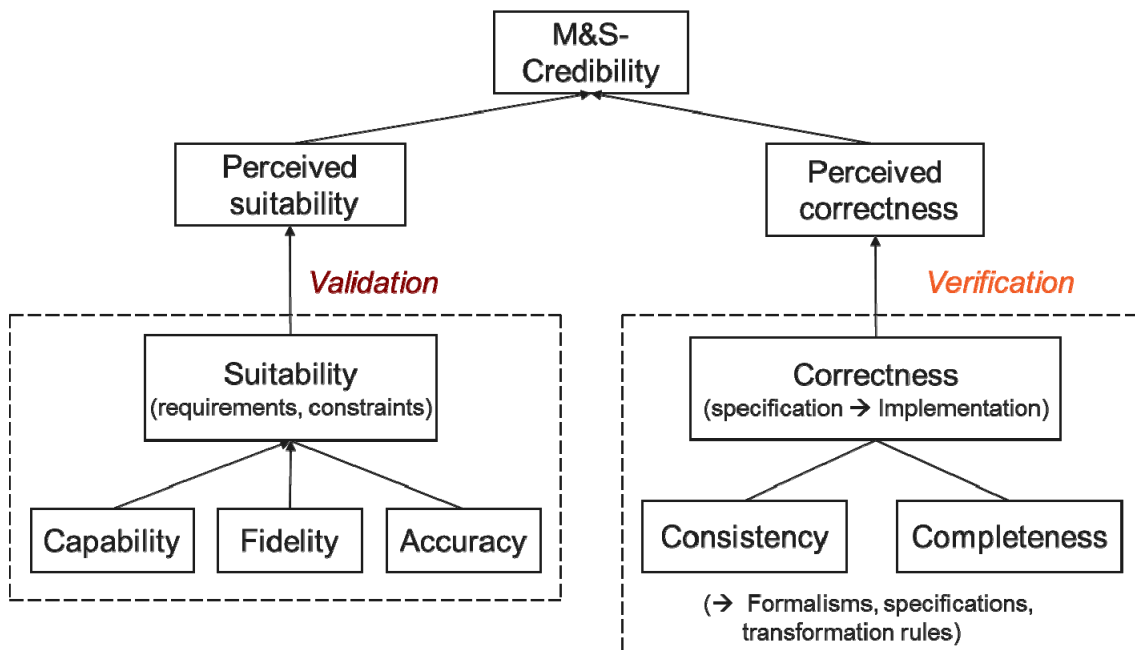 M&S-
Credibility
Perceived
suitability
Perceived
correctness
Validation
Verification
Suitability
(requirements, constraints)
Correctness
(specification → Implementation)
Capability
Fidelity
Accuracy
Consistency
Completeness
(→ Formalisms, specifications,
transformation rules)